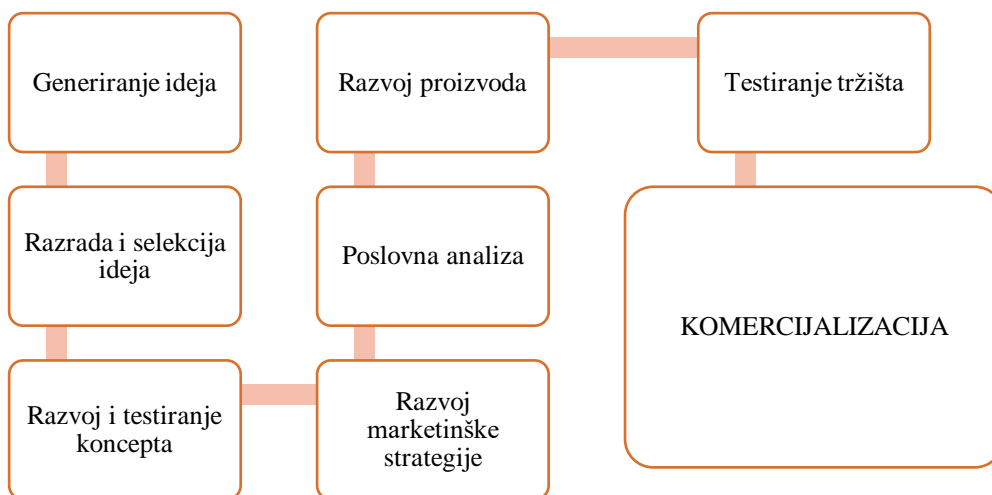 Generiranje ideja
Razrada i selekcija
ideja
Razvoj i testiranje
koncepta
Razvoj
marketinške
strategije
Poslovna analiza
Razvoj proizvoda
Testiranje tržišta
KOMERCIJALIZACIJA